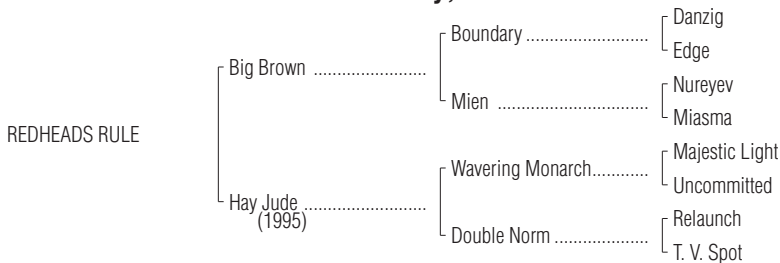 Danzig
Boundary ..............................
Edge
Big Brown ........................
Nureyev
Mien ....................................
Miasma
REDHEADS RULE
Majestic Light
Wavering Monarch.............
Uncommitted
Hay Jude ..........................
(1995)
Relaunch
Double Norm ......................
T. V. Spot